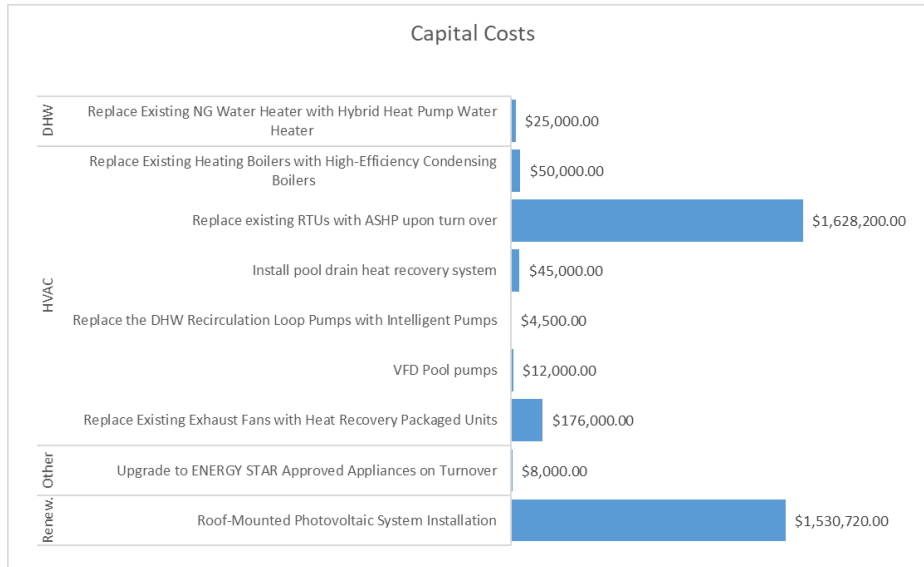 Capital Costs
DHW
Replace Existing NG Water Heater with Hybrid Heat Pump Water
Heater
$25,000.00
HVAC
Replace Existing Heating Boilers with High-Efficiency Condensing
Boilers
$50,000.00
Replace existing RTUs with ASHP upon turn over
$1,628,200.00
Install pool drain heat recovery system
$45,000.00
Replace the DHW Recirculation Loop Pumps with Intelligent Pumps
$4,500.00
VFD Pool pumps
$12,000.00
Replace Existing Exhaust Fans with Heat Recovery Packaged Units
$176,000.00
Other
Upgrade to ENERGY STAR Approved Appliances on Turnover
$8,000.00
Renew.
Roof-Mounted Photovoltaic System Installation
$1,530,720.00